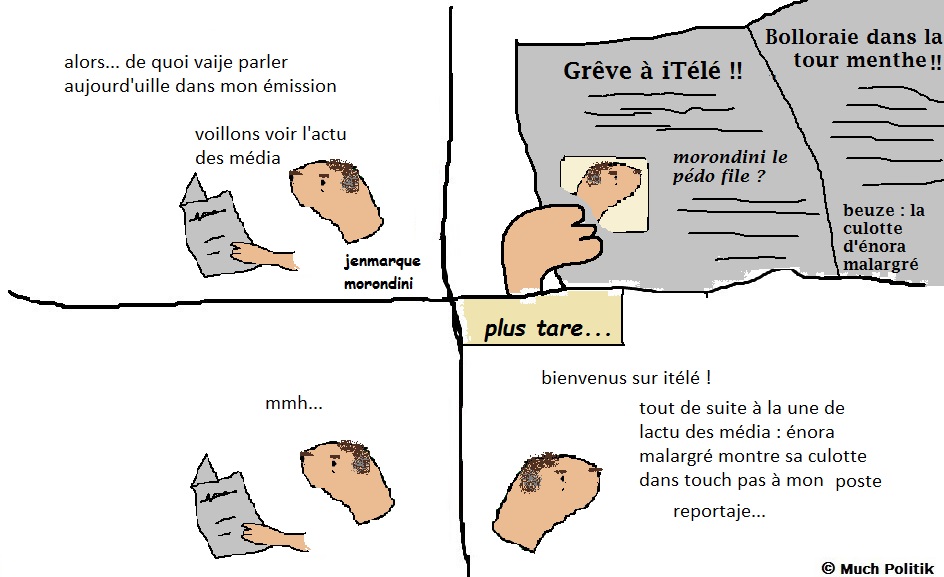 alors... de quoi vaije parler
aujourd'uille dans mon émission
voillons voir l'actu
des média
jenmarque
morondini
Grêve à iTélé !!
Bolloraie dans la
tour menthe !!
morondini le
pédo file ?
beuze : la
culotte
d'énora
malargré
mmh...
plus tare...
bienvenus sur itélé !
tout de suite à la une de
lactu des média : énora
malargré montre sa culotte
dans touch pas à mon poste
reportaje...
© Much Politik